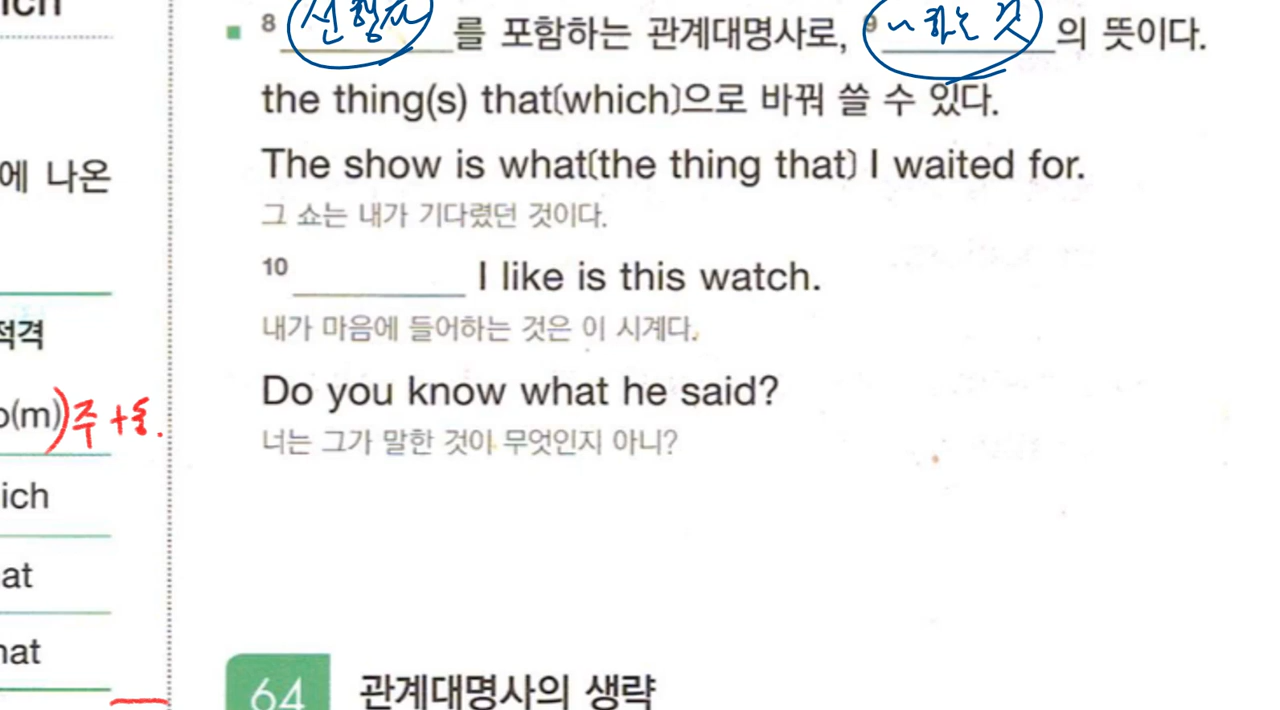 8 선행사 를 포함하는 관계대명사로, 9 ~하는 것 의 뜻이다.
the thing(s) that(which)으로 바꿔 쓸 수 있다.
The show is what(the thing that) I waited for.
그 쇼는 내가 기다렸던 것이다.
10 I like is this watch.
내가 마음에 들어하는 것은 이 시계다.
Do you know what he said?
너는 그가 말한 것이 무엇인지 아니?
64 관계대명사의 생략
에 나온
적격
o(m) 주+동.
ich
at
hat